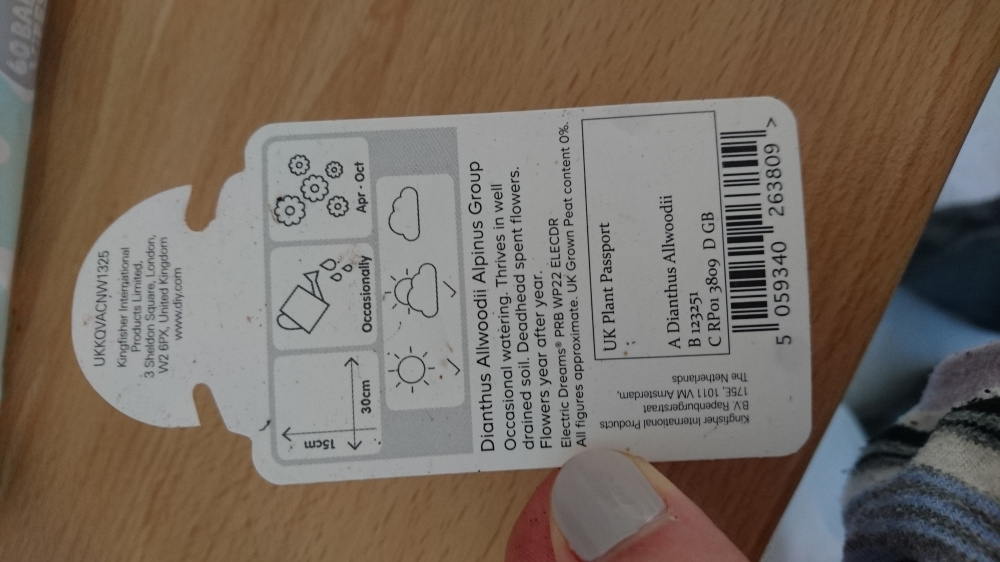 UKKQVACNW1325
Kingfisher International
Products Limited,
3 Sheldon Square, London,
W2 6PX, United Kingdom
www.diy.com
15cm
30cm
Occasionally
Apr - Oct
Dianthus Allwoodii Alpinus Group
Occasional watering. Thrives in well
drained soil. Deadhead spent flowers.
Flowers year after year.
Electric Dreams® PRB WP22 ELECDR
All figures approximate. UK Grown Peat content 0%.
UK Plant Passport
A Dianthus Allwoodii
B 123251
C RP01 3809 D GB
5 059340 263809 >
Kingfisher International Products
B.V. Rapenburgerstraat
175E, 1011 VM Amsterdam,
The Netherlands